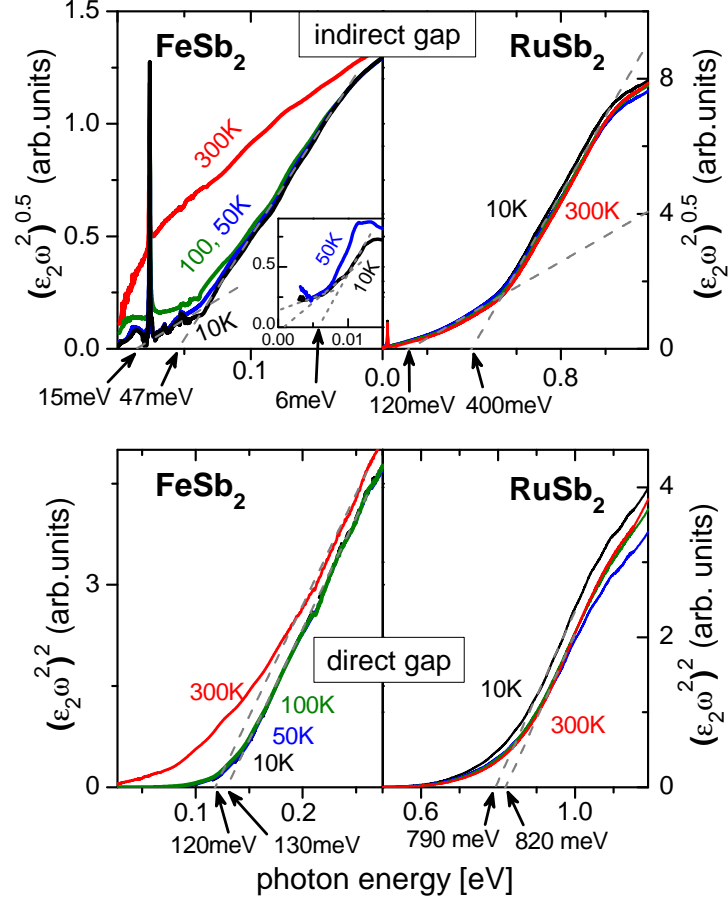 FeSb₂
indirect gap
RuSb₂
1.5
1.0
0.5
0.0
(ε₂ω²)^0.5 (arb.units)
300K
100, 50K
10K
0.75
0.25
0.00
0.01
50K
10K
0.1
15meV
47meV
6meV
10K
300K
8
4
0
(ε₂ω²)^0.5 (arb.units)
0.0
0.8
120meV
400meV
FeSb₂
RuSb₂
3
0
(ε₂ω²)² (arb.units)
direct gap
300K
100K
50K
10K
0.1
0.2
120meV
130meV
10K
300K
4
2
0
(ε₂ω²)² (arb.units)
0.6
1.0
790 meV
820 meV
photon energy [eV]